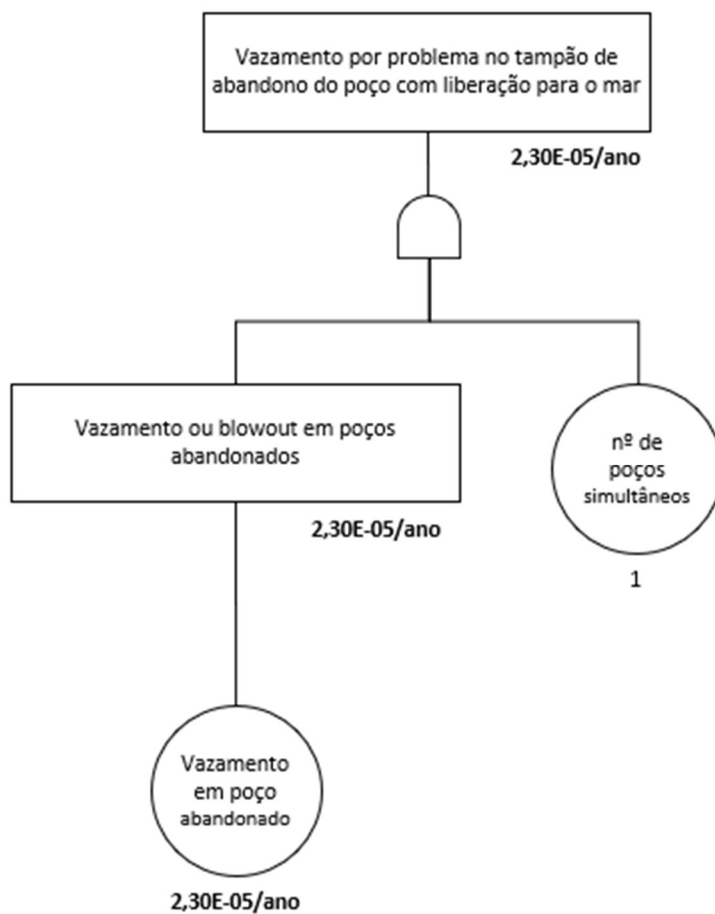 Vazamento por problema no tampão de
abandono do poço com liberação para o mar
2,30E-05/ano
Vazamento ou blowout em poços
abandonados
2,30E-05/ano
nº de
poços
simultâneos
1
Vazamento
em poço
abandonado
2,30E-05/ano